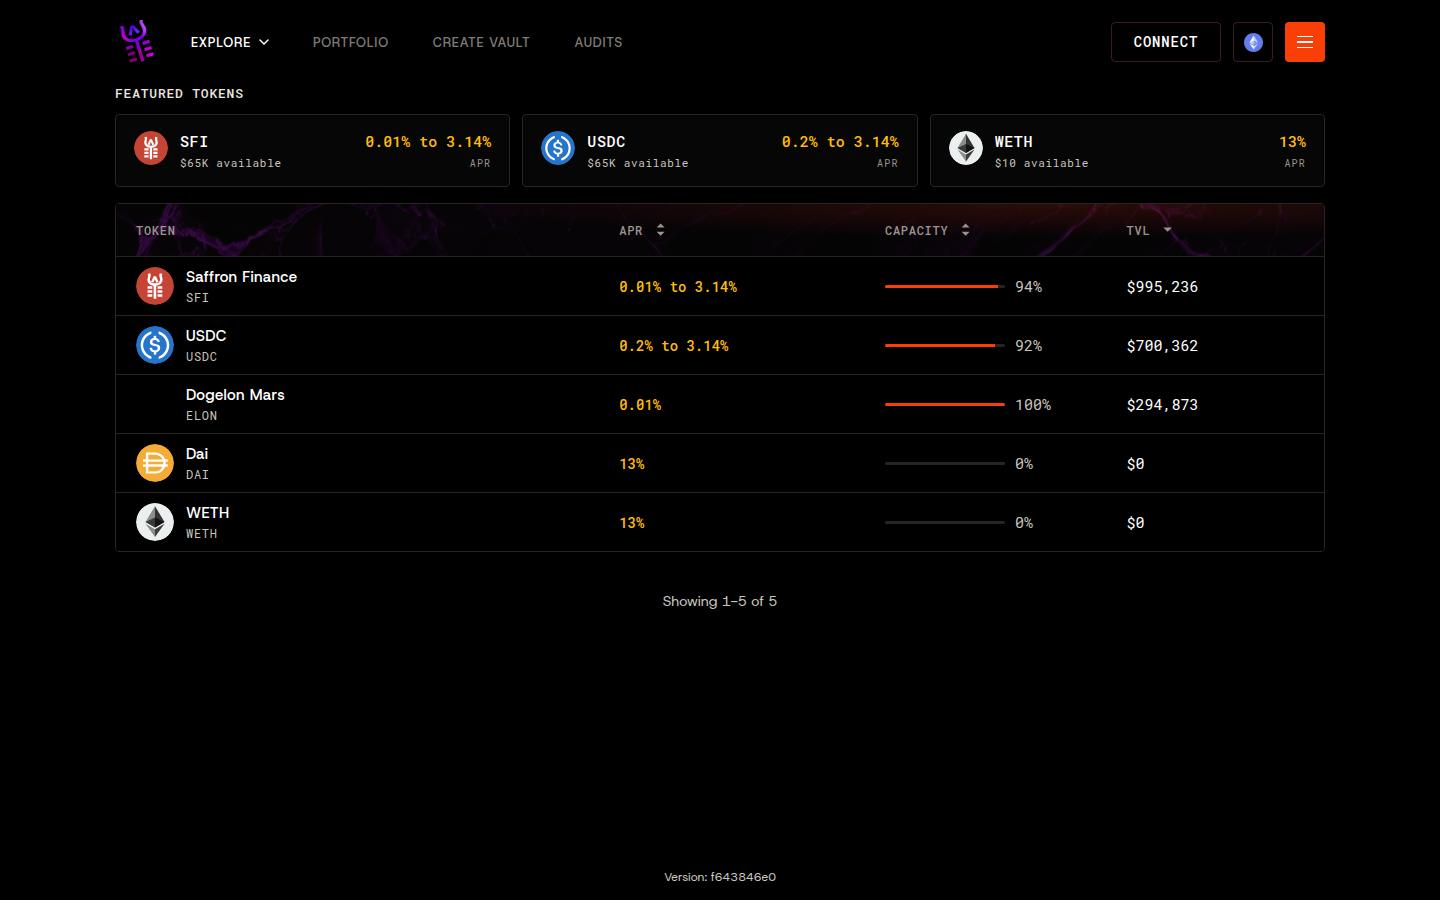 EXPLORE PORTFOLIO CREATE VAULT AUDITS CONNECT
FEATURED TOKENS
SFI 0.01% to 3.14%
$65K available APR
USDC 0.2% to 3.14%
$65K available APR
WETH 13%
$10 available APR
TOKEN APR CAPACITY TVL
Saffron Finance
SFI
0.01% to 3.14% 94% $995,236
USDC
USDC
0.2% to 3.14% 92% $700,362
Dogelon Mars
ELON
0.01% 100% $294,873
Dai
DAI
13% 0% $0
WETH
WETH
13% 0% $0
Showing 1–5 of 5
Version: f643846e0